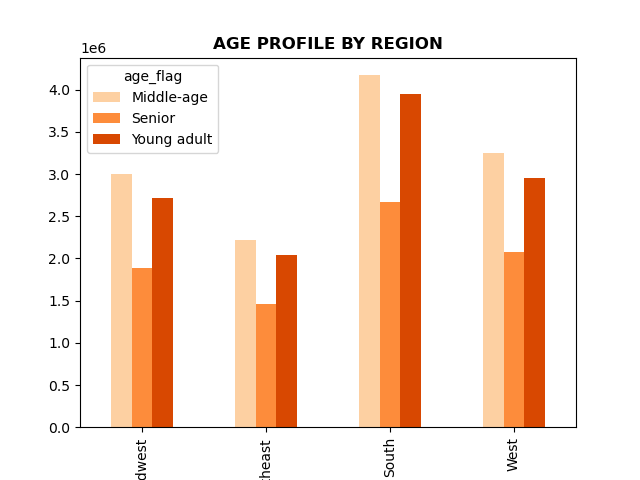 AGE PROFILE BY REGION
1e6
age_flag
Middle-age
Senior
Young adult
4.0
3.5
3.0
2.5
2.0
1.5
1.0
0.5
0.0
dwest
theast
South
West